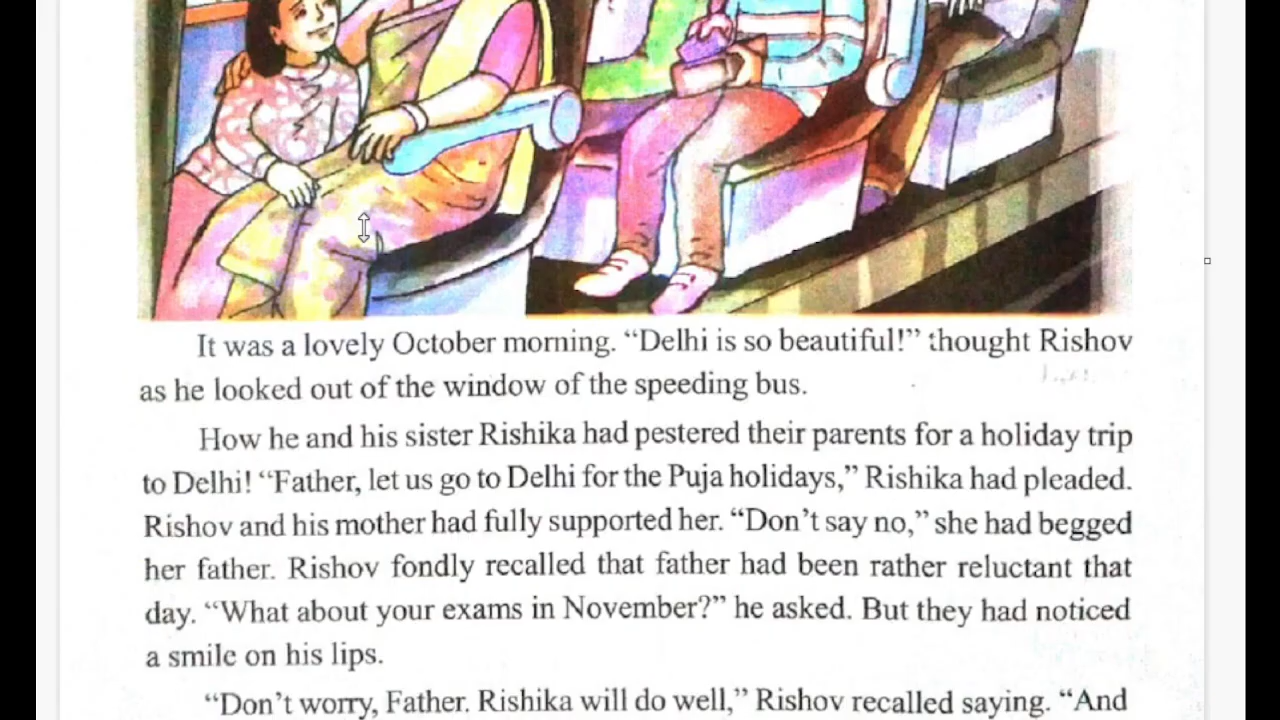 It was a lovely October morning. “Delhi is so beautiful!” thought Rishov
as he looked out of the window of the speeding bus.
How he and his sister Rishika had pestered their parents for a holiday trip
to Delhi! “Father, let us go to Delhi for the Puja holidays,” Rishika had pleaded.
Rishov and his mother had fully supported her. “Don’t say no,” she had begged
her father. Rishov fondly recalled that father had been rather reluctant that
day. “What about your exams in November?” he asked. But they had noticed
a smile on his lips.
“Don’t worry, Father. Rishika will do well,” Rishov recalled saying. “And